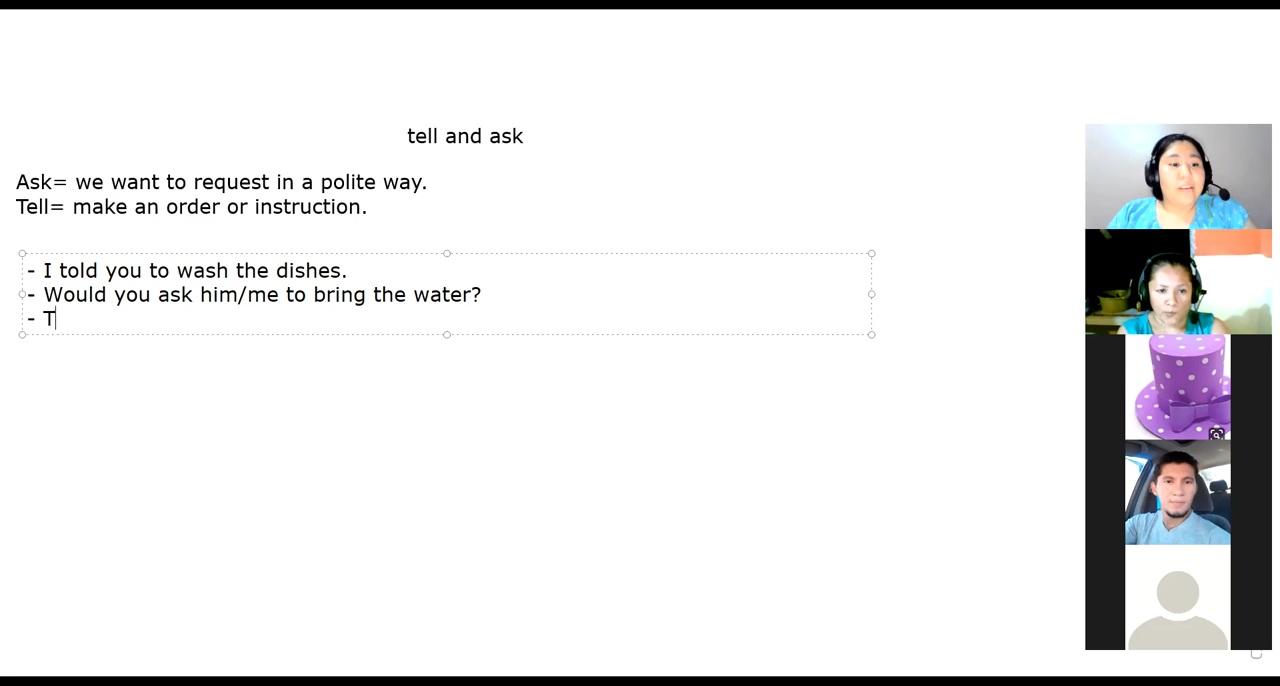 tell and ask
Ask= we want to request in a polite way.
Tell= make an order or instruction.
- I told you to wash the dishes.
- Would you ask him/me to bring the water?
- T